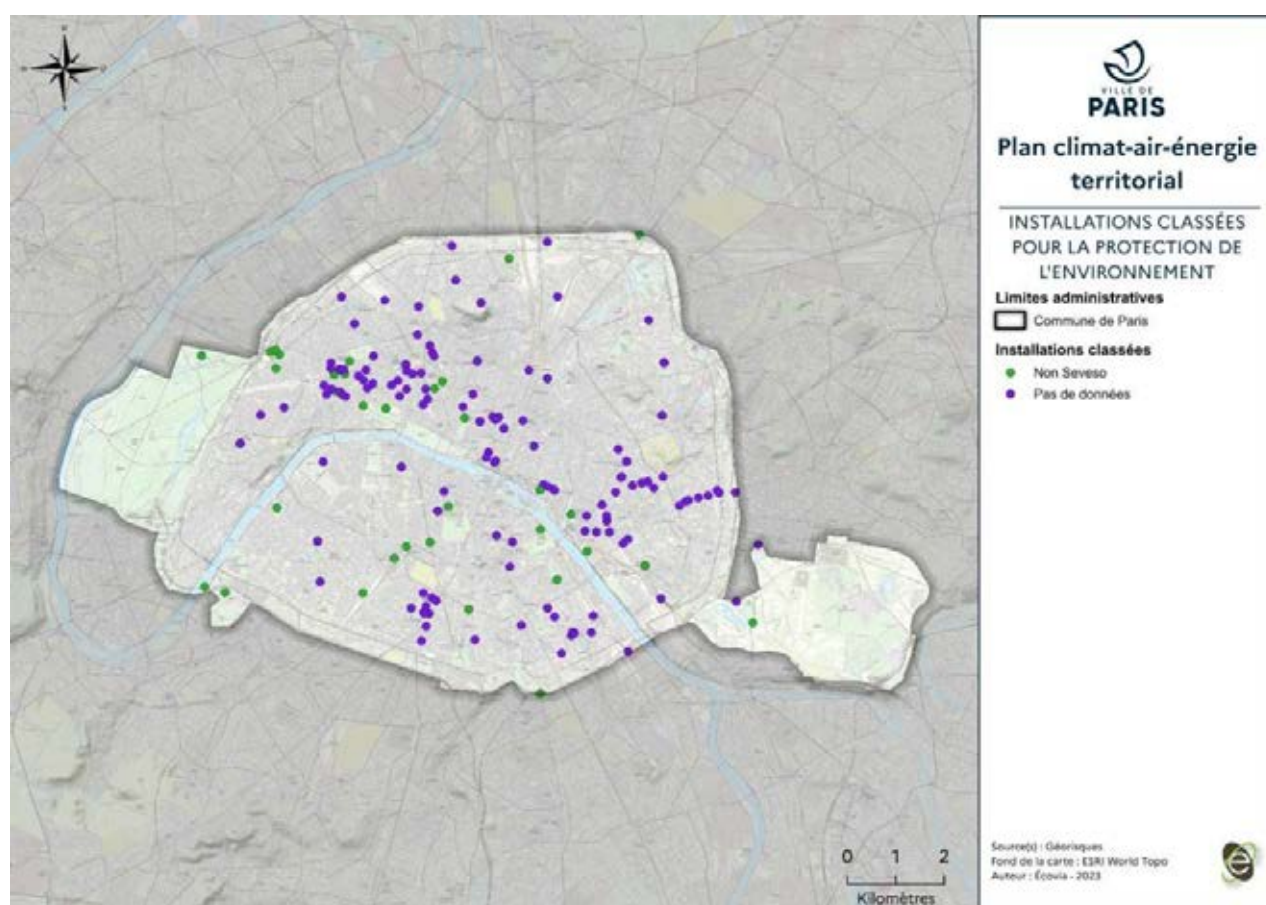 VILLE DE
PARIS
Plan climat-air-énergie
territorial
INSTALLATIONS CLASSÉES
POUR LA PROTECTION DE
L'ENVIRONNEMENT
Limites administratives
Commune de Paris
Installations classées
Non Seveso
Pas de données
Source(s) : Géorisques
Fond de la carte : ESRI World Topo
Auteur : Écovia - 2023
0 1 2
Kilomètres